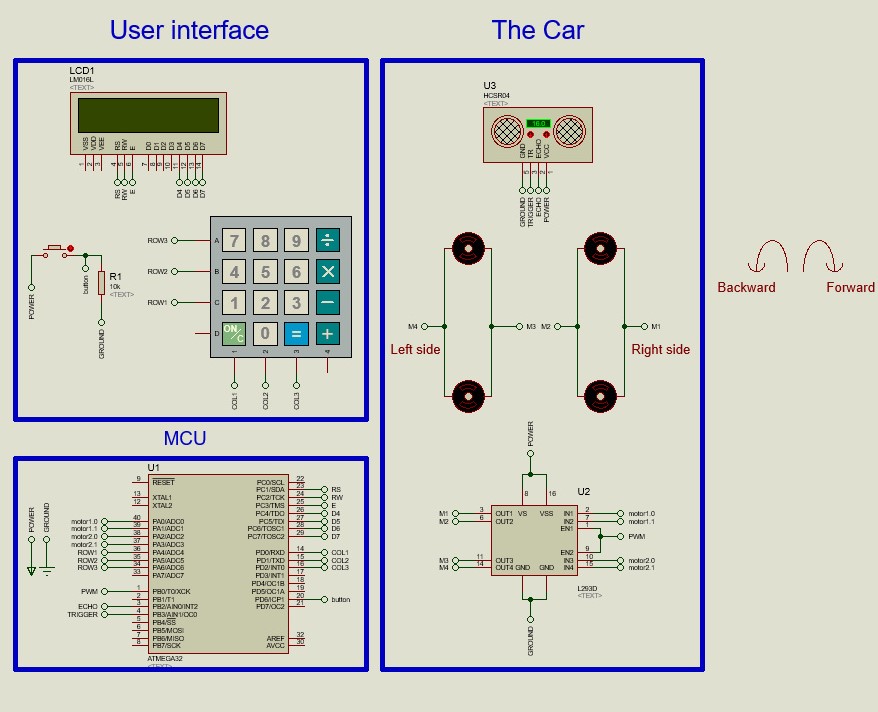 User interface
The Car
LCD1
LM016L
<TEXT>
VSS VDD VEE RS RW E D0 D1 D2 D3 D4 D5 D6 D7
1 2 3 4 5 6 7 8 9 10 11 12 13 14
RS RW E D4 D5 D6 D7
POWER
button
R1
10k
<TEXT>
GROUND
ROW3 A 7 8 9 ÷
ROW2 B 4 5 6 ×
ROW1 C 1 2 3 −
D ON/C 0 = +
1 2 3 4
COL1 COL2 COL3
U3
HCSR04
<TEXT>
16.0
GND TR ECHO VCC
5 3 2 1
GROUND TRIGGER ECHO POWER
M4 M3 M2 M1
Left side Right side
Backward Forward
POWER
8 16
U2
M1 3 OUT1 VS VSS IN1 2 motor1.0
M2 6 OUT2 IN2 7 motor1.1
EN1 1
PWM
EN2 9
M3 11 OUT3 IN3 10 motor2.0
M4 14 OUT4 GND GND IN4 15 motor2.1
L293D
<TEXT>
GROUND
MCU
U1
POWER GROUND
9 RESET PC0/SCL 22
PC1/SDA 23 RS
13 XTAL1 PC2/TCK 24 RW
12 XTAL2 PC3/TMS 25 E
PC4/TDO 26 D4
motor1.0 40 PA0/ADC0 PC5/TDI 27 D5
motor1.1 39 PA1/ADC1 PC6/TOSC1 28 D6
motor2.0 38 PA2/ADC2 PC7/TOSC2 29 D7
motor2.1 37 PA3/ADC3
ROW1 36 PA4/ADC4 PD0/RXD 14 COL1
ROW2 35 PA5/ADC5 PD1/TXD 15 COL2
ROW3 34 PA6/ADC6 PD2/INT0 16 COL3
33 PA7/ADC7 PD3/INT1 17
PD4/OC1B 18
PWM 1 PB0/T0/XCK PD5/OC1A 19
2 PB1/T1 PD6/ICP1 20 button
ECHO 3 PB2/AIN0/INT2 PD7/OC2 21
TRIGGER 4 PB3/AIN1/OC0
5 PB4/SS
6 PB5/MOSI
7 PB6/MISO AREF 32
8 PB7/SCK AVCC 30
ATMEGA32
<TEXT>